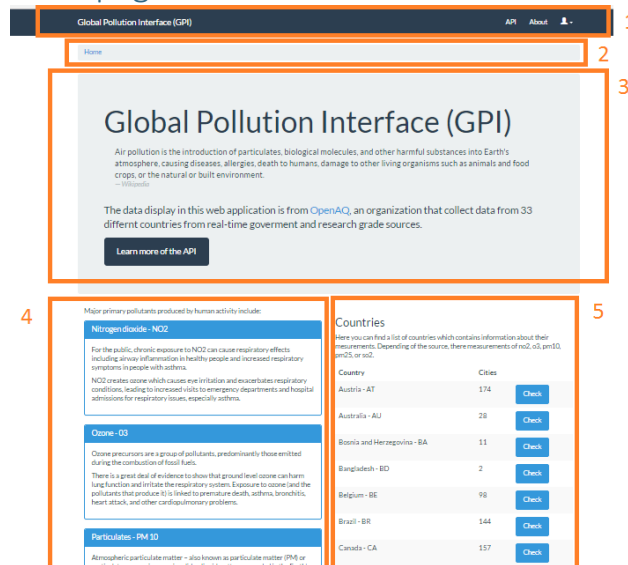 Global Pollution Interface (GPI)
API About
1
Home
2
3
Global Pollution Interface (GPI)
Air pollution is the introduction of particulates, biological molecules, and other harmful substances into Earth's
atmosphere, causing diseases, allergies, death to humans, damage to other living organisms such as animals and food
crops, or the natural or built environment.
— Wikipedia
The data display in this web application is from OpenAQ, an organization that collect data from 33
differnt countries from real-time goverment and research grade sources.
Learn more of the API
4
Major primary pollutants produced by human activity include:
Nitrogen dioxide - NO2
For the public, chronic exposure to NO2 can cause respiratory effects
including airway inflammation in healthy people and increased respiratory
symptoms in people with asthma.
NO2 creates ozone which causes eye irritation and exacerbates respiratory
conditions, leading to increased visits to emergency departments and hospital
admissions for respiratory issues, especially asthma.
Ozone - 03
Ozone precursors are a group of pollutants, predominantly those emitted
during the combustion of fossil fuels.
There is a great deal of evidence to show that ground level ozone can harm
lung function and irritate the respiratory system. Exposure to ozone (and the
pollutants that produce it) is linked to premature death, asthma, bronchitis,
heart attack, and other cardiopulmonary problems.
Particulates - PM 10
Atmospheric particulate matter – also known as particulate matter (PM) or
5
Countries
Here you can find a list of countries which contains information about their
mesurements. Depending of the source, there measurements of no2, o3, pm10,
pm25, or so2.
Country Cities
Austria - AT 174 Check
Australia - AU 28 Check
Bosnia and Herzegovina - BA 11 Check
Bangladesh - BD 2 Check
Belgium - BE 98 Check
Brazil - BR 144 Check
Canada - CA 157 Check